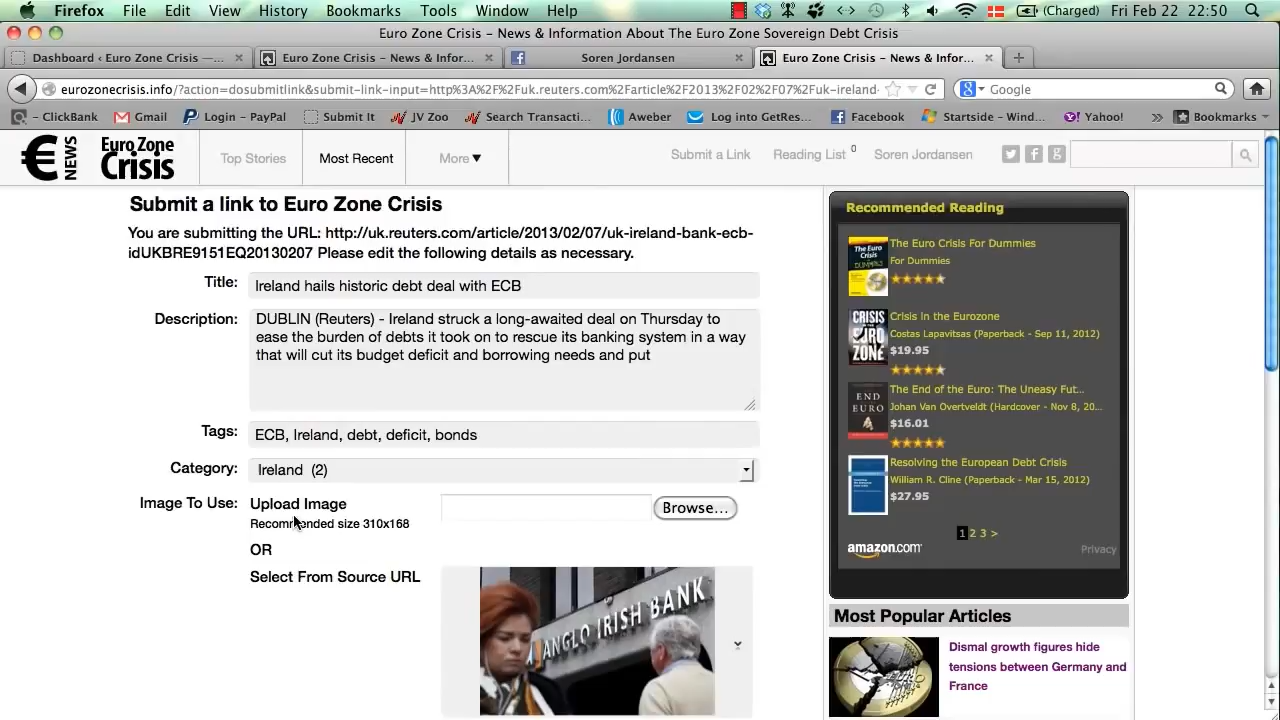 Firefox File Edit View History Bookmarks Tools Window Help (Charged) Fri Feb 22 22:50
Euro Zone Crisis – News & Information About The Euro Zone Sovereign Debt Crisis
Dashboard ‹ Euro Zone Crisis —... Euro Zone Crisis – News & Infor... Soren Jordansen Euro Zone Crisis – News & Infor...
eurozonecrisis.info/?action=dosubmitlink&submit-link-input=http%3A%2F%2Fuk.reuters.com%2Farticle%2F2013%2F02%2F07%2Fuk-ireland- Google
- ClickBank Gmail Login – PayPal Submit It JV Zoo Search Transacti... Aweber Log into GetRes... Facebook Startside – Wind... Yahoo! » Bookmarks
€ NEWS Euro Zone Crisis
Top Stories Most Recent More ▼ Submit a Link Reading List 0 Soren Jordansen
Submit a link to Euro Zone Crisis
You are submitting the URL: http://uk.reuters.com/article/2013/02/07/uk-ireland-bank-ecb-
idUKBRE9151EQ20130207 Please edit the following details as necessary.
Title: Ireland hails historic debt deal with ECB
Description: DUBLIN (Reuters) - Ireland struck a long-awaited deal on Thursday to
ease the burden of debts it took on to rescue its banking system in a way
that will cut its budget deficit and borrowing needs and put
Tags: ECB, Ireland, debt, deficit, bonds
Category: Ireland (2)
Image To Use: Upload Image Browse...
Recommended size 310x168
OR
Select From Source URL
ANGLO IRISH BANK
Recommended Reading
The Euro Crisis For Dummies
For Dummies
The Euro Crisis
DUMMIES
Crisis in the Eurozone
Costas Lapavitsas (Paperback - Sep 11, 2012)
$19.95
CRISIS IN THE EURO ZONE
The End of the Euro: The Uneasy Fut...
Johan Van Overtveldt (Hardcover - Nov 8, 20...
$16.01
END EURO
Resolving the European Debt Crisis
William R. Cline (Paperback - Mar 15, 2012)
$27.95
1 2 3 >
amazon.com Privacy
Most Popular Articles
Dismal growth figures hide
tensions between Germany and
France